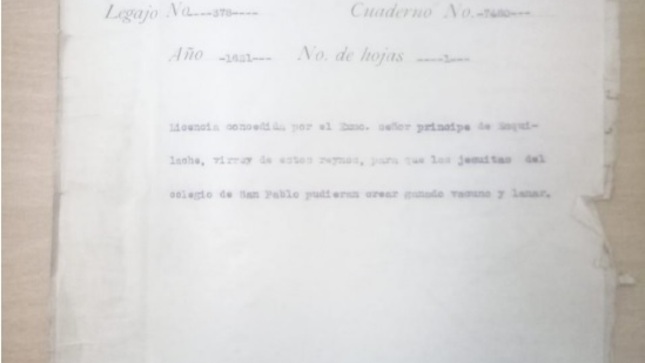 Legajo No.----378---- Cuaderno No.-7480---
Año --1621--- No. de hojas ----1---
Licencia concedida por el Exmo. señor príncipe de Esqui-
lache, virrey de estos reynos, para que los jesuitas del
colegio de San Pablo pudieran crear ganado vacuno y lanar.